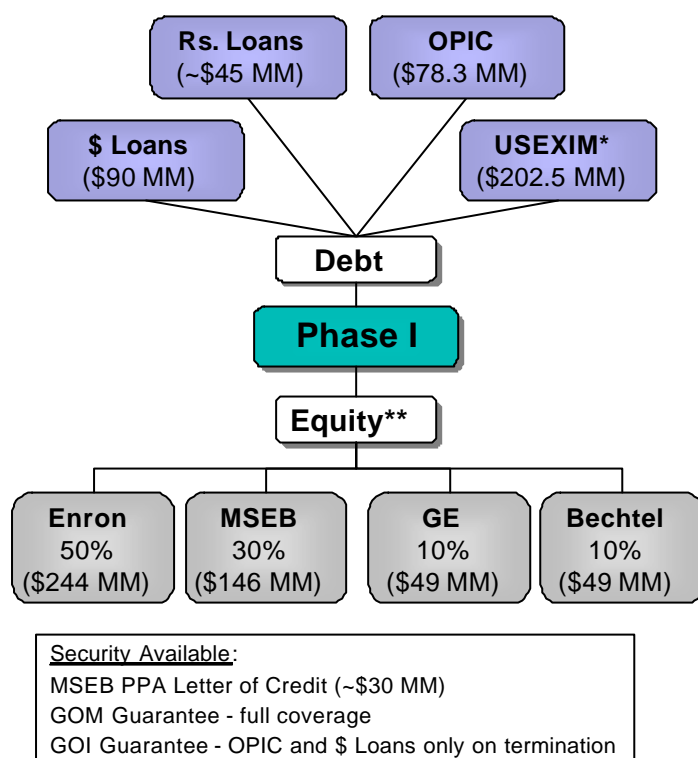 Rs. Loans
(~$45 MM)
OPIC
($78.3 MM)
$ Loans
($90 MM)
USEXIM*
($202.5 MM)
Debt
Phase I
Equity**
Enron
50%
($244 MM)
MSEB
30%
($146 MM)
GE
10%
($49 MM)
Bechtel
10%
($49 MM)
Security Available:
MSEB PPA Letter of Credit (~$30 MM)
GOM Guarantee - full coverage
GOI Guarantee - OPIC and $ Loans only on termination